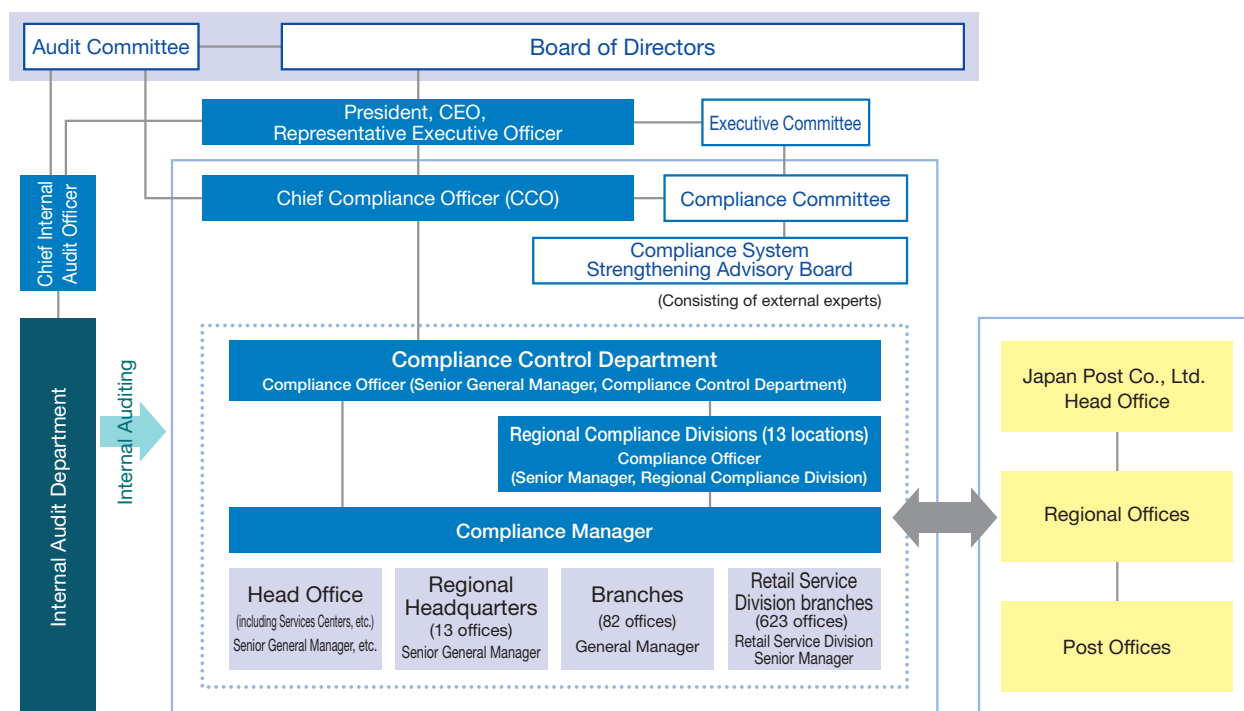 Audit Committee
Board of Directors
President, CEO,
Representative Executive Officer
Executive Committee
Chief Internal
Audit Officer
Chief Compliance Officer (CCO)
Compliance Committee
Compliance System
Strengthening Advisory Board
(Consisting of external experts)
Internal Audit Department
Internal Auditing
Compliance Control Department
Compliance Officer (Senior General Manager, Compliance Control Department)
Regional Compliance Divisions (13 locations)
Compliance Officer
(Senior Manager, Regional Compliance Division)
Compliance Manager
Head Office
(including Services Centers, etc.)
Senior General Manager, etc.
Regional
Headquarters
(13 offices)
Senior General Manager
Branches
(82 offices)
General Manager
Retail Service
Division branches
(623 offices)
Retail Service Division
Senior Manager
Japan Post Co., Ltd.
Head Office
Regional Offices
Post Offices